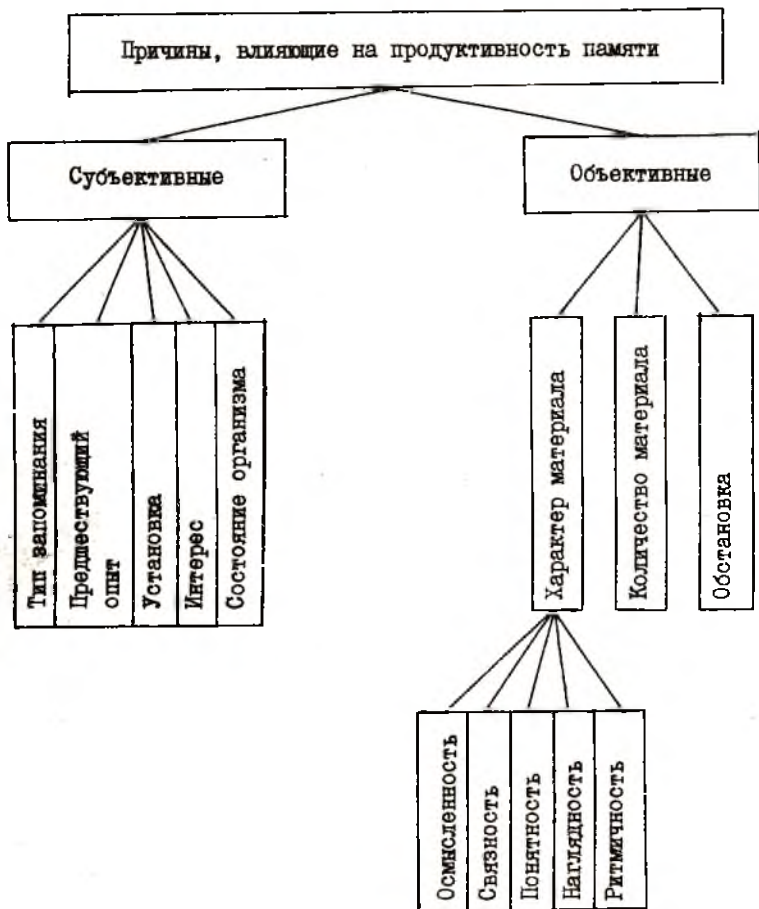 Причины, влияющие на продуктивность памяти
Субъективные
Объективные
Тип запоминания
Предшествующий
опыт
Установка
Интерес
Состояние организма
Характер материала
Количество материала
Обстановка
Осмысленность
Связность
Понятность
Наглядность
Ритмичность